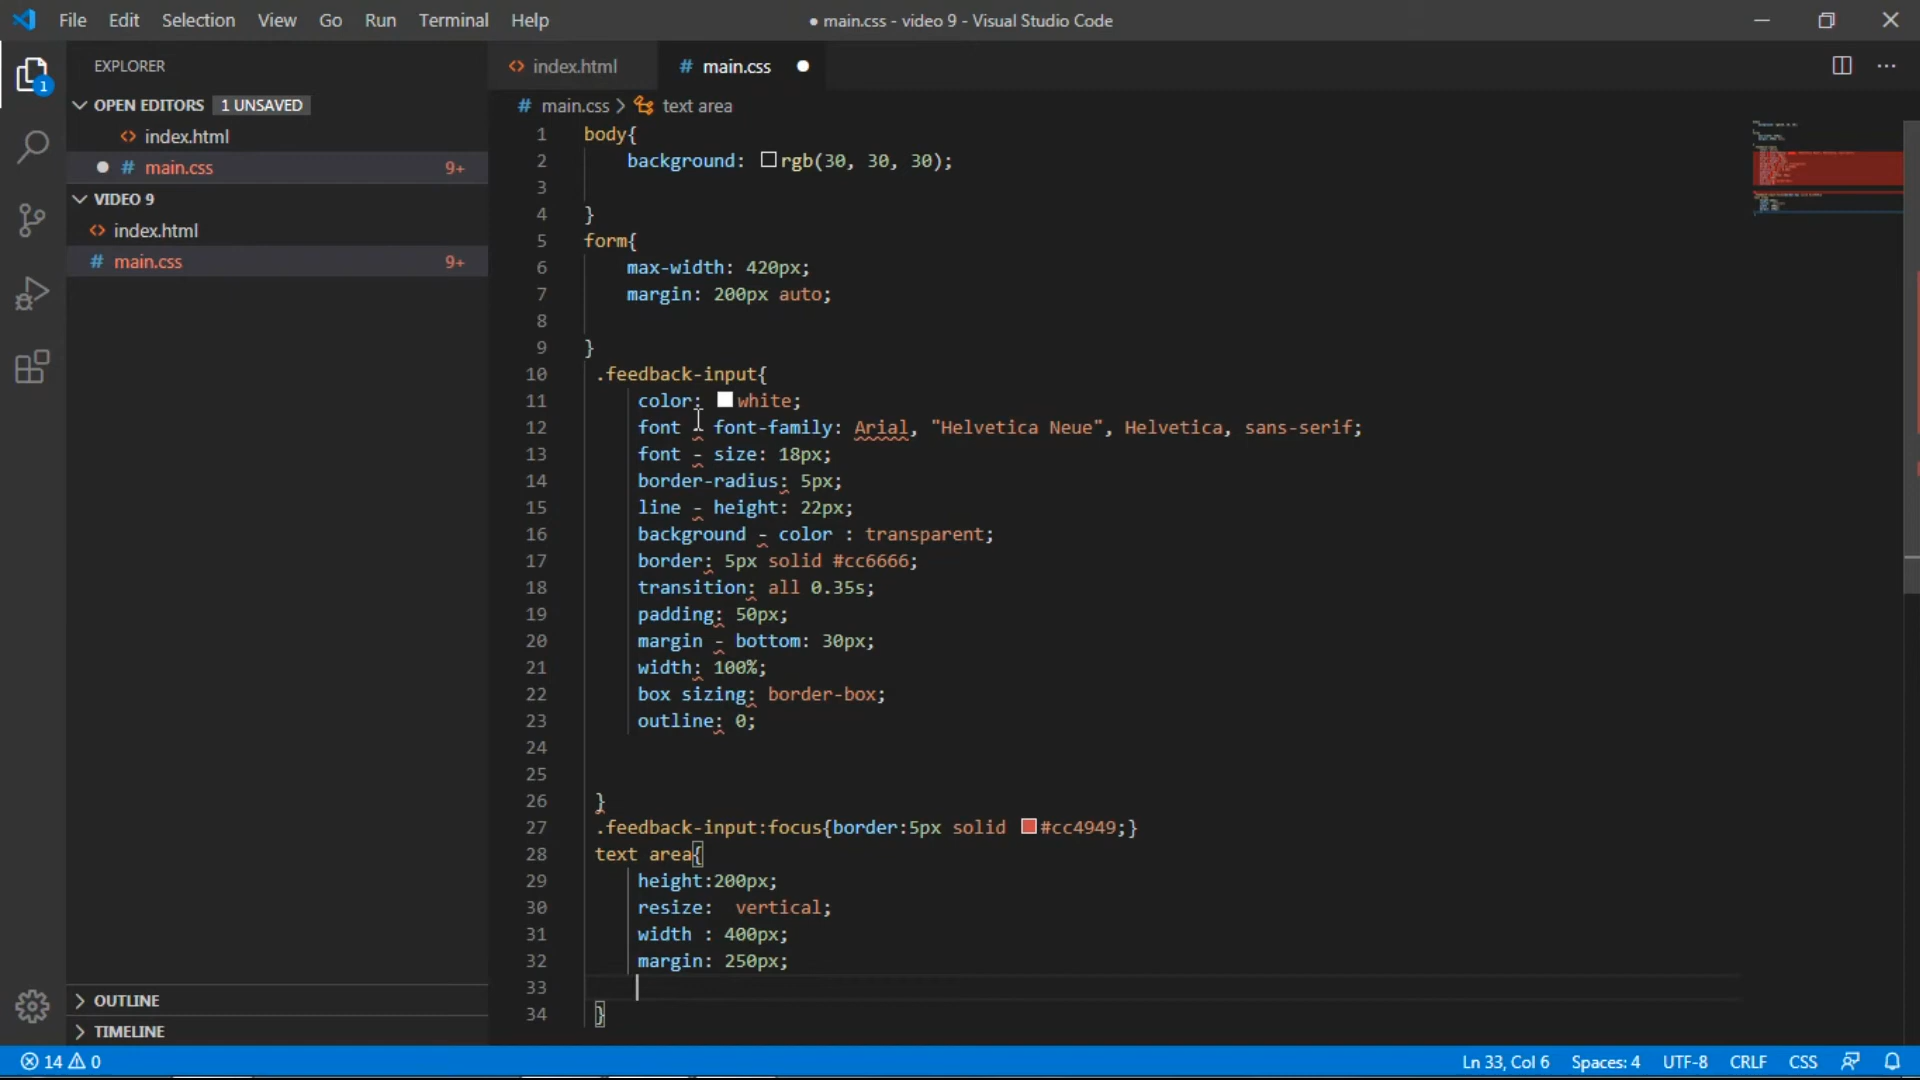 File Edit Selection View Go Run Terminal Help ● main.css - video 9 - Visual Studio Code
EXPLORER
OPEN EDITORS 1 UNSAVED
<> index.html
● # main.css 9+
VIDEO 9
<> index.html
# main.css 9+
OUTLINE
TIMELINE
1
<> index.html # main.css ●
# main.css > text area
1 body{
2     background: rgb(30, 30, 30);
3
4 }
5 form{
6     max-width: 420px;
7     margin: 200px auto;
8
9 }
10  .feedback-input{
11      color: white;
12      font - font-family: Arial, "Helvetica Neue", Helvetica, sans-serif;
13      font - size: 18px;
14      border-radius: 5px;
15      line - height: 22px;
16      background - color : transparent;
17      border: 5px solid #cc6666;
18      transition: all 0.35s;
19      padding: 50px;
20      margin - bottom: 30px;
21      width: 100%;
22      box sizing: border-box;
23      outline: 0;
24
25
26  }
27  .feedback-input:focus{border:5px solid #cc4949;}
28  text area{
29      height:200px;
30      resize:  vertical;
31      width : 400px;
32      margin: 250px;
33
34  }
14 0 Ln 33, Col 6 Spaces: 4 UTF-8 CRLF CSS